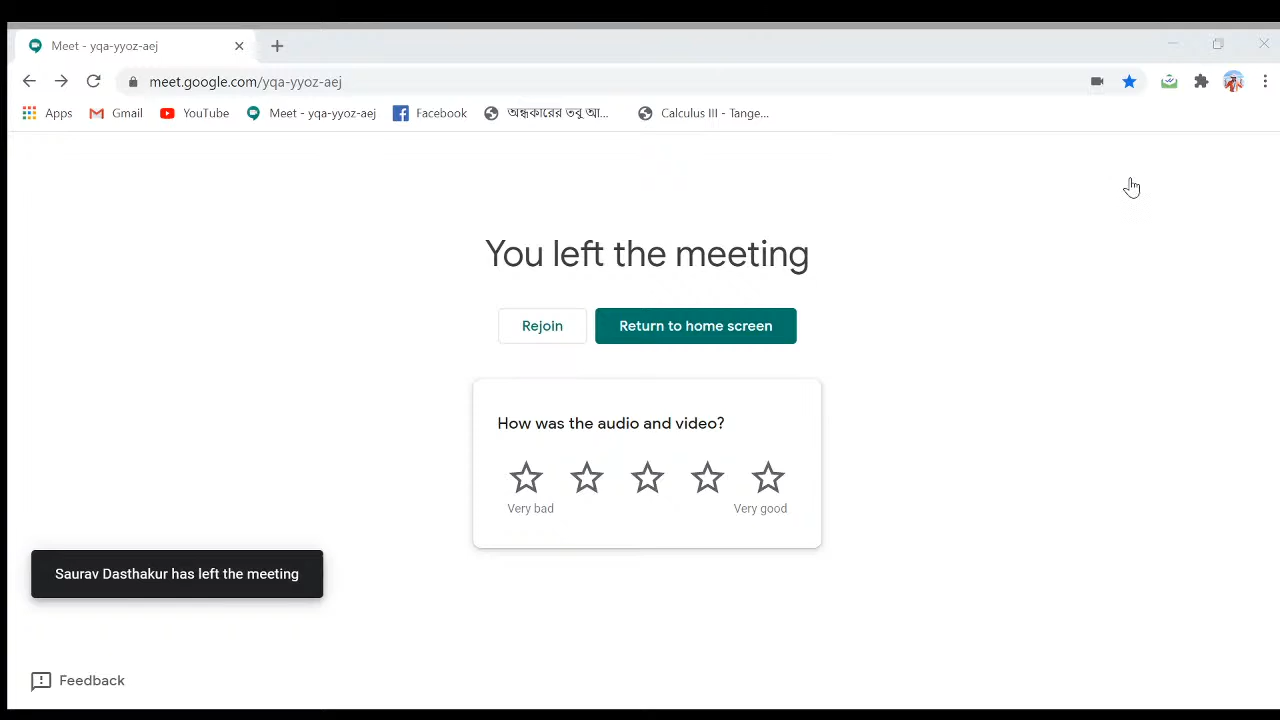 Meet - yqa-yyoz-aej
meet.google.com/yqa-yyoz-aej
Apps Gmail YouTube Meet - yqa-yyoz-aej Facebook অন্ধকারের তবু আ... Calculus III - Tange...
You left the meeting
Rejoin Return to home screen
How was the audio and video?
Very bad Very good
Saurav Dasthakur has left the meeting
Feedback